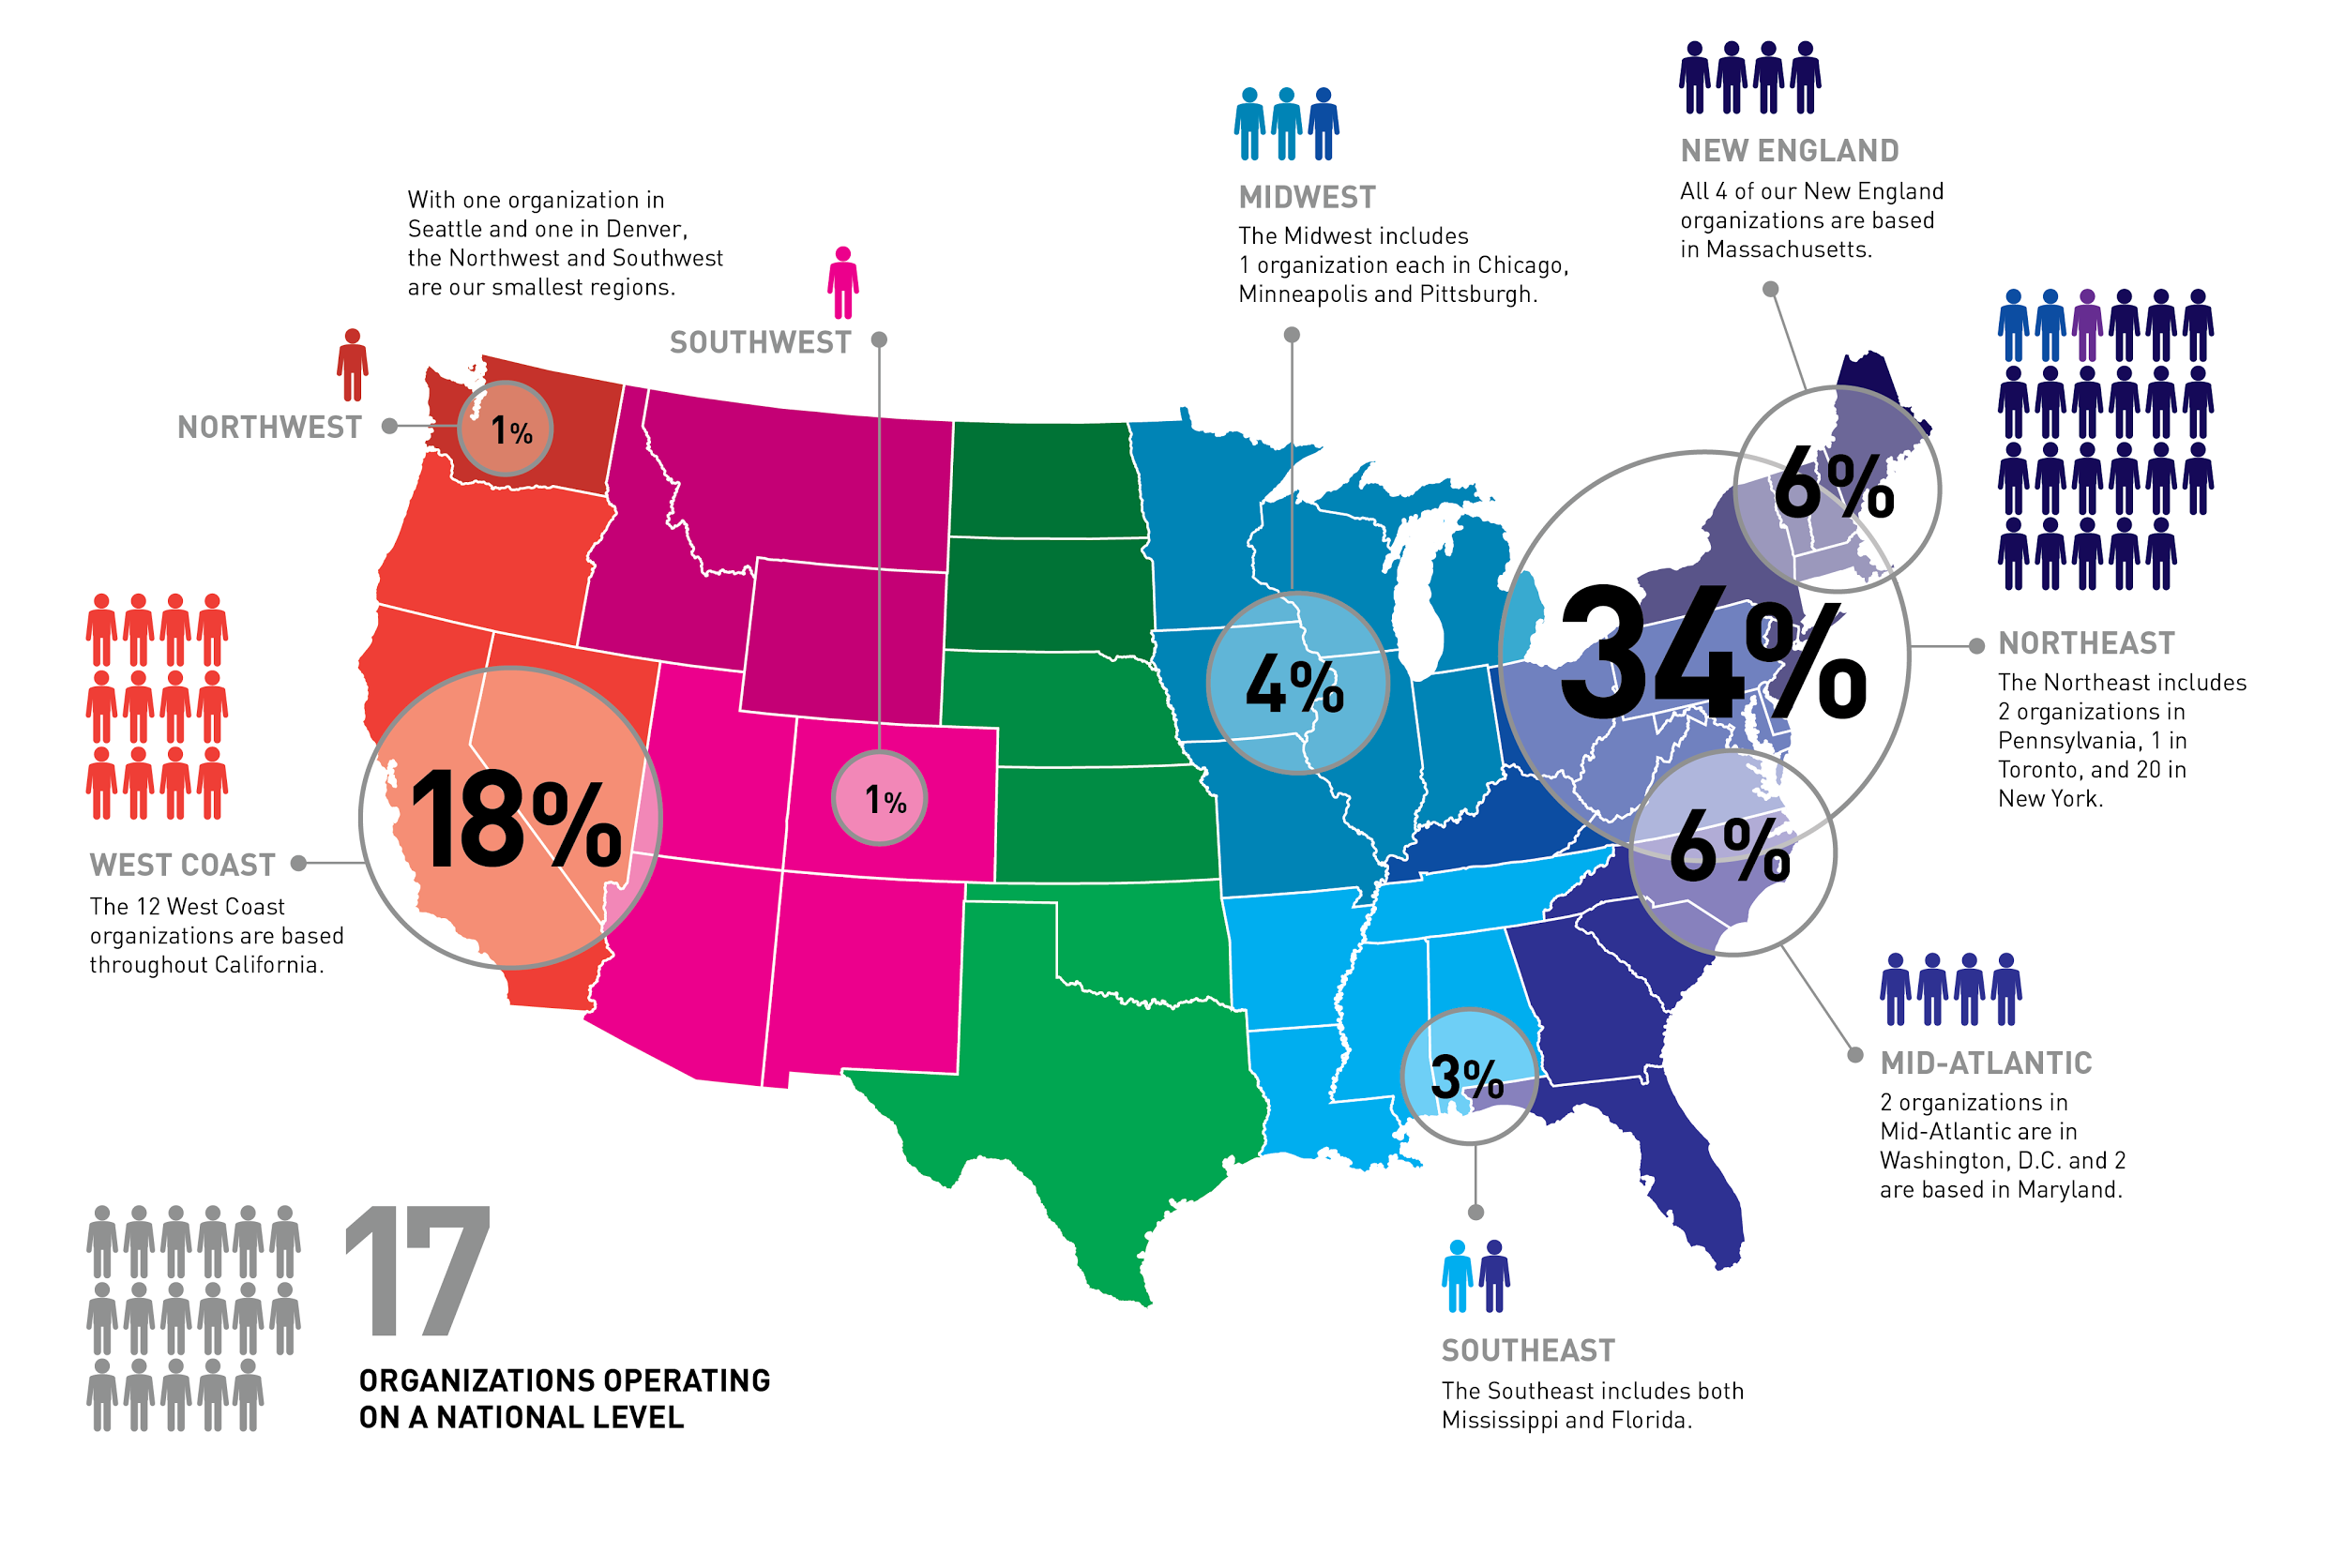 NEW ENGLAND
All 4 of our New England
organizations are based
in Massachusetts.
MIDWEST
The Midwest includes
1 organization each in Chicago,
Minneapolis and Pittsburgh.
With one organization in
Seattle and one in Denver,
the Northwest and Southwest
are our smallest regions.
SOUTHWEST
NORTHWEST
1%
6%
34%
4%
NORTHEAST
The Northeast includes
2 organizations in
Pennsylvania, 1 in
Toronto, and 20 in
New York.
18%
1%
6%
WEST COAST
The 12 West Coast
organizations are based
throughout California.
3%
MID-ATLANTIC
2 organizations in
Mid-Atlantic are in
Washington, D.C. and 2
are based in Maryland.
17
ORGANIZATIONS OPERATING
ON A NATIONAL LEVEL
SOUTHEAST
The Southeast includes both
Mississippi and Florida.